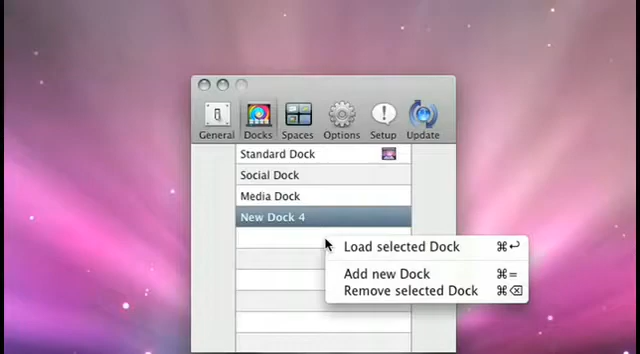 General Docks Spaces Options Setup Update
Standard Dock
Social Dock
Media Dock
New Dock 4
Load selected Dock ⌘↩
Add new Dock ⌘=
Remove selected Dock ⌘⌫